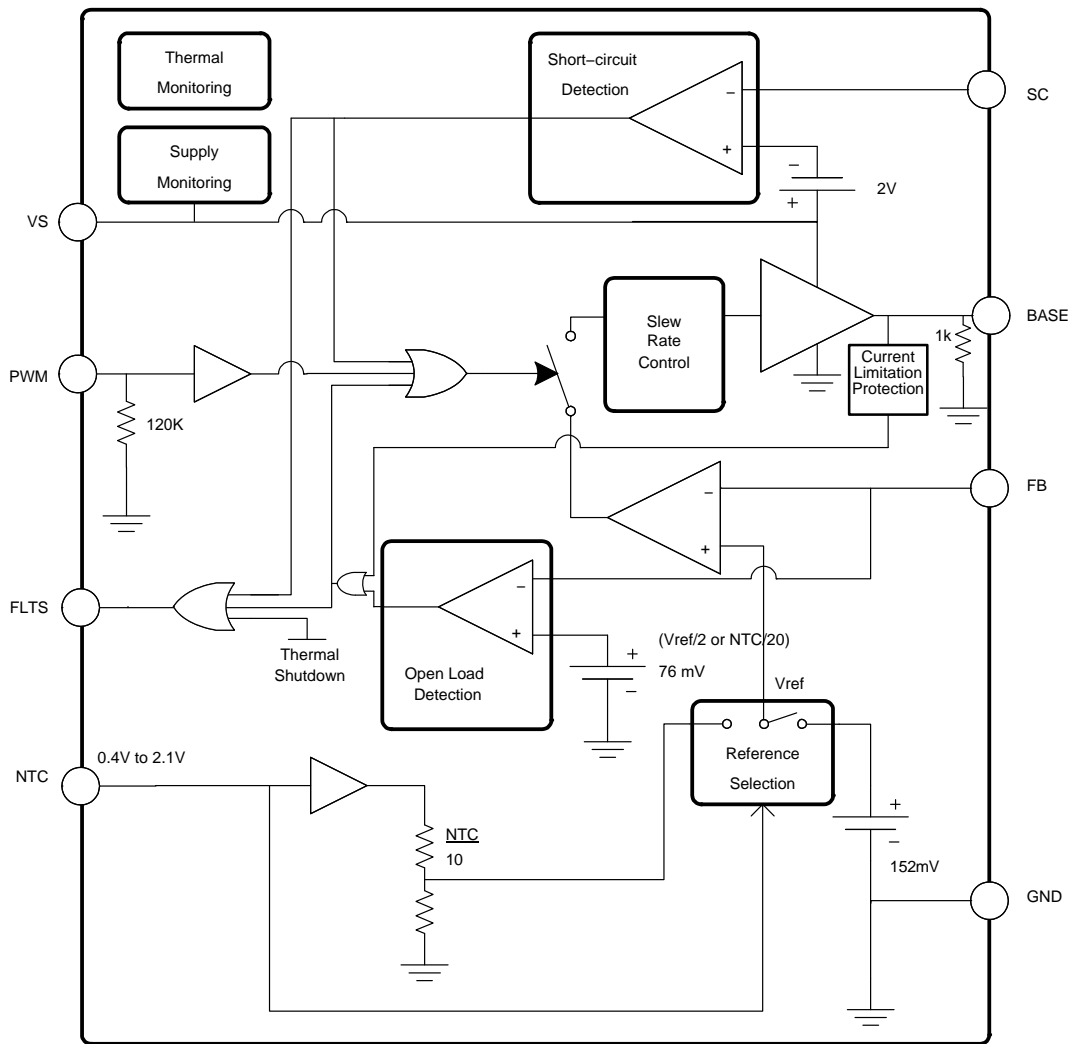 Thermal
Monitoring
Short−circuit
Detection
−
SC
Supply
Monitoring
+
−
+
2V
VS
BASE
Slew
Rate
Control
1k
Current
Limitation
Protection
PWM
120K
FB
−
+
−
+
FLTS
Thermal
Shutdown
Open Load
Detection
(Vref/2 or NTC/20)
+
76 mV
−
Vref
Reference
Selection
0.4V to 2.1V
NTC
NTC
10
+
−
152mV
GND